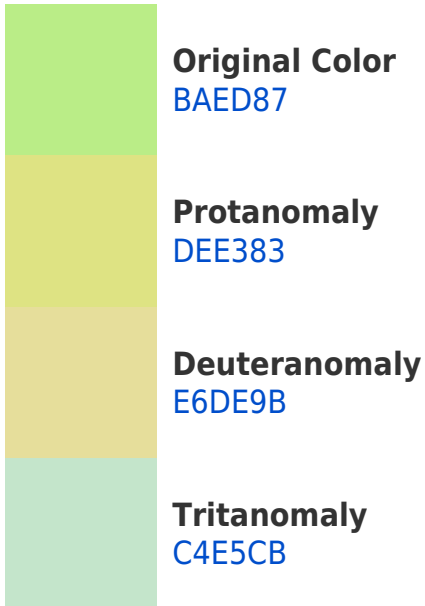 Original Color
BAED87
Protanomaly
DEE383
Deuteranomaly
E6DE9B
Tritanomaly
C4E5CB